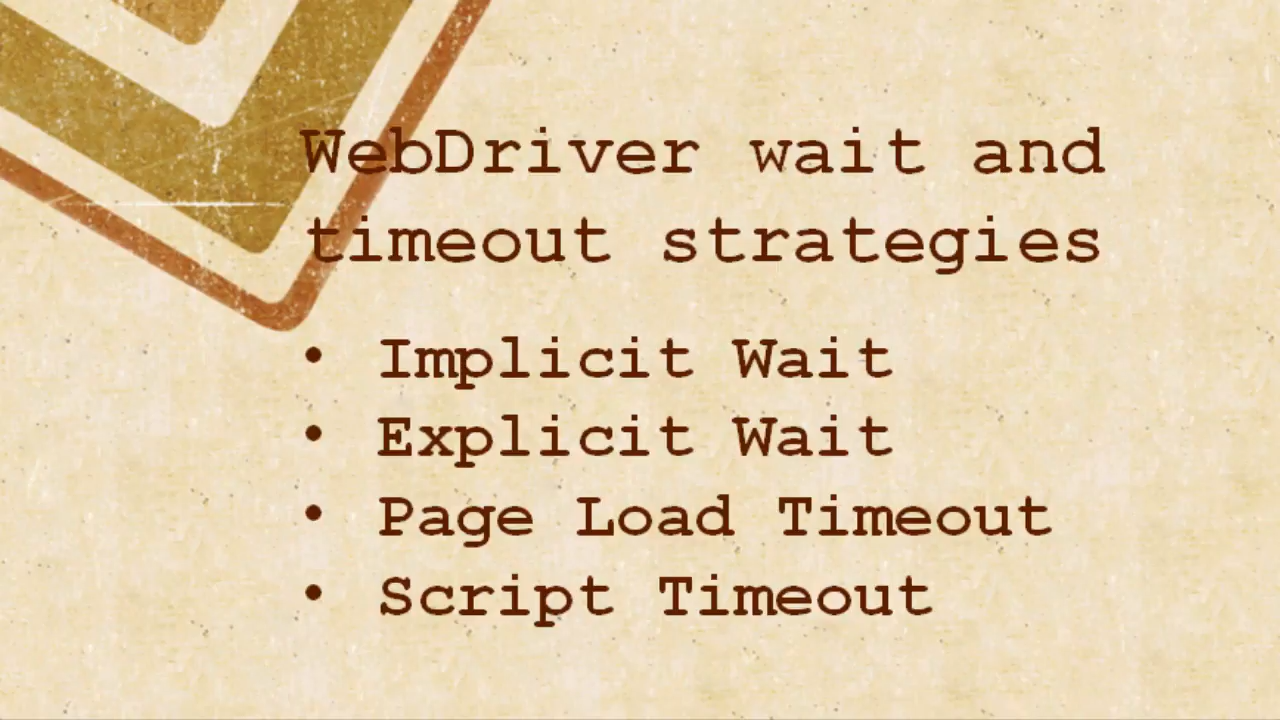 WebDriver wait and
timeout strategies
• Implicit Wait
• Explicit Wait
• Page Load Timeout
• Script Timeout